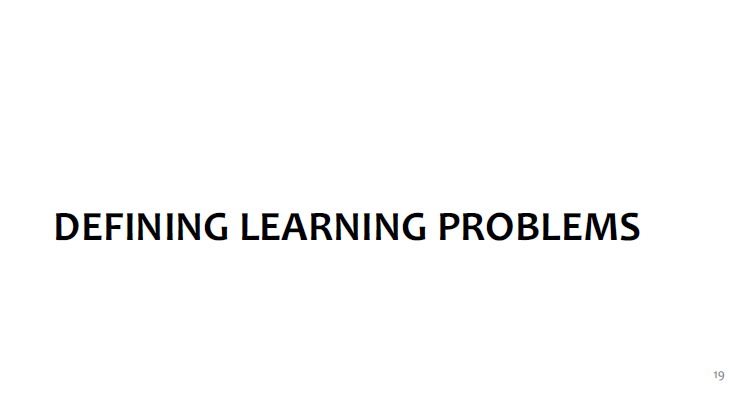 DEFINING LEARNING PROBLEMS
19